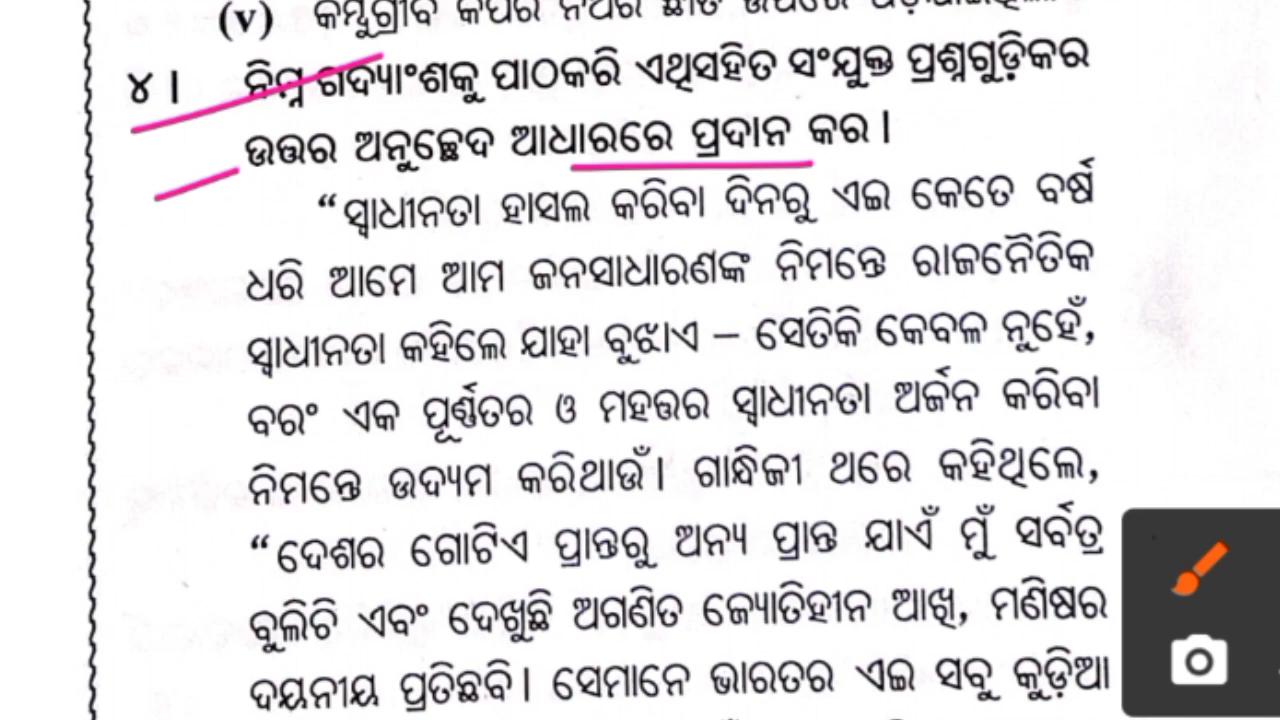 (v) କମ୍ବୁଗ୍ରୀବ
୪। ନିମ୍ନ ଗଦ୍ୟାଂଶକୁ ପାଠକରି ଏଥିସହିତ ସଂଯୁକ୍ତ ପ୍ରଶ୍ନଗୁଡ଼ିକର
ଉତ୍ତର ଅନୁଚ୍ଛେଦ ଆଧାରରେ ପ୍ରଦାନ କର।
“ସ୍ୱାଧୀନତା ହାସଲ କରିବା ଦିନରୁ ଏଇ କେତେ ବର୍ଷ
ଧରି ଆମେ ଆମ ଜନସାଧାରଣଙ୍କ ନିମନ୍ତେ ରାଜନୈତିକ
ସ୍ୱାଧୀନତା କହିଲେ ଯାହା ବୁଝାଏ – ସେତିକି କେବଳ ନୁହେଁ,
ବରଂ ଏକ ପୂର୍ଣ୍ଣତର ଓ ମହତ୍ତର ସ୍ୱାଧୀନତା ଅର୍ଜନ କରିବା
ନିମନ୍ତେ ଉଦ୍ୟମ କରିଥାଉଁ। ଗାନ୍ଧିଜୀ ଥରେ କହିଥିଲେ,
“ଦେଶର ଗୋଟିଏ ପ୍ରାନ୍ତରୁ ଅନ୍ୟ ପ୍ରାନ୍ତ ଯାଏଁ ମୁଁ ସର୍ବତ୍ର
ବୁଲିଚି ଏବଂ ଦେଖୁଛି ଅଗଣିତ ଜ୍ୟୋତିହୀନ ଆଖି, ମଣିଷର
ଦୟନୀୟ ପ୍ରତିଛବି। ସେମାନେ ଭାରତର ଏଇ ସବୁ କୁଡ଼ିଆ